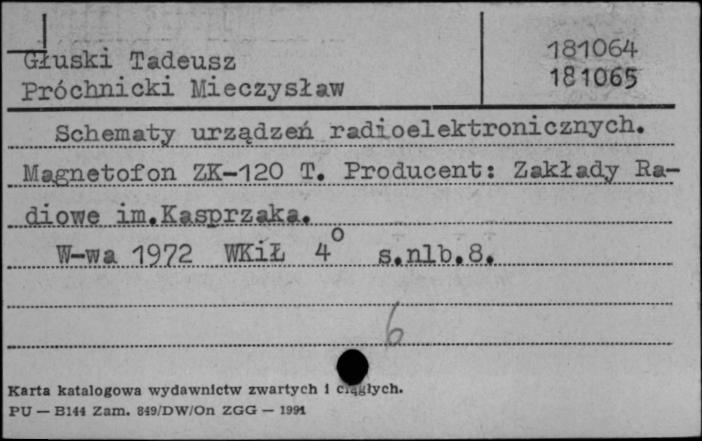 Głuski Tadeusz
Próchnicki Mieczysław
181064
181065
Schematy urządzeń radioelektronicznych.
Magnetofon ZK-120 T. Producent: Zakłady Ra-
diowe im.Kasprzaka.
W-wa 1972 WKiŁ 4° s.nlb.8.
6
Karta katalogowa wydawnictw zwartych i ciągłych.
PU — B144 Zam. 849/DW/On ZGG — 1991